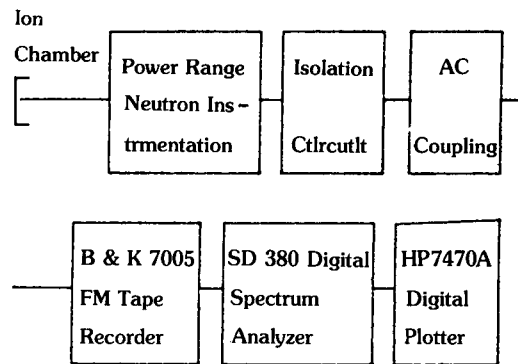 Ion
Chamber
Power Range
Neutron Ins-
trmentation
Isolation
Ctlrcutlt
AC
Coupling
B & K 7005
FM Tape
Recorder
SD 380 Digital
Spectrum
Analyzer
HP7470A
Digital
Plotter